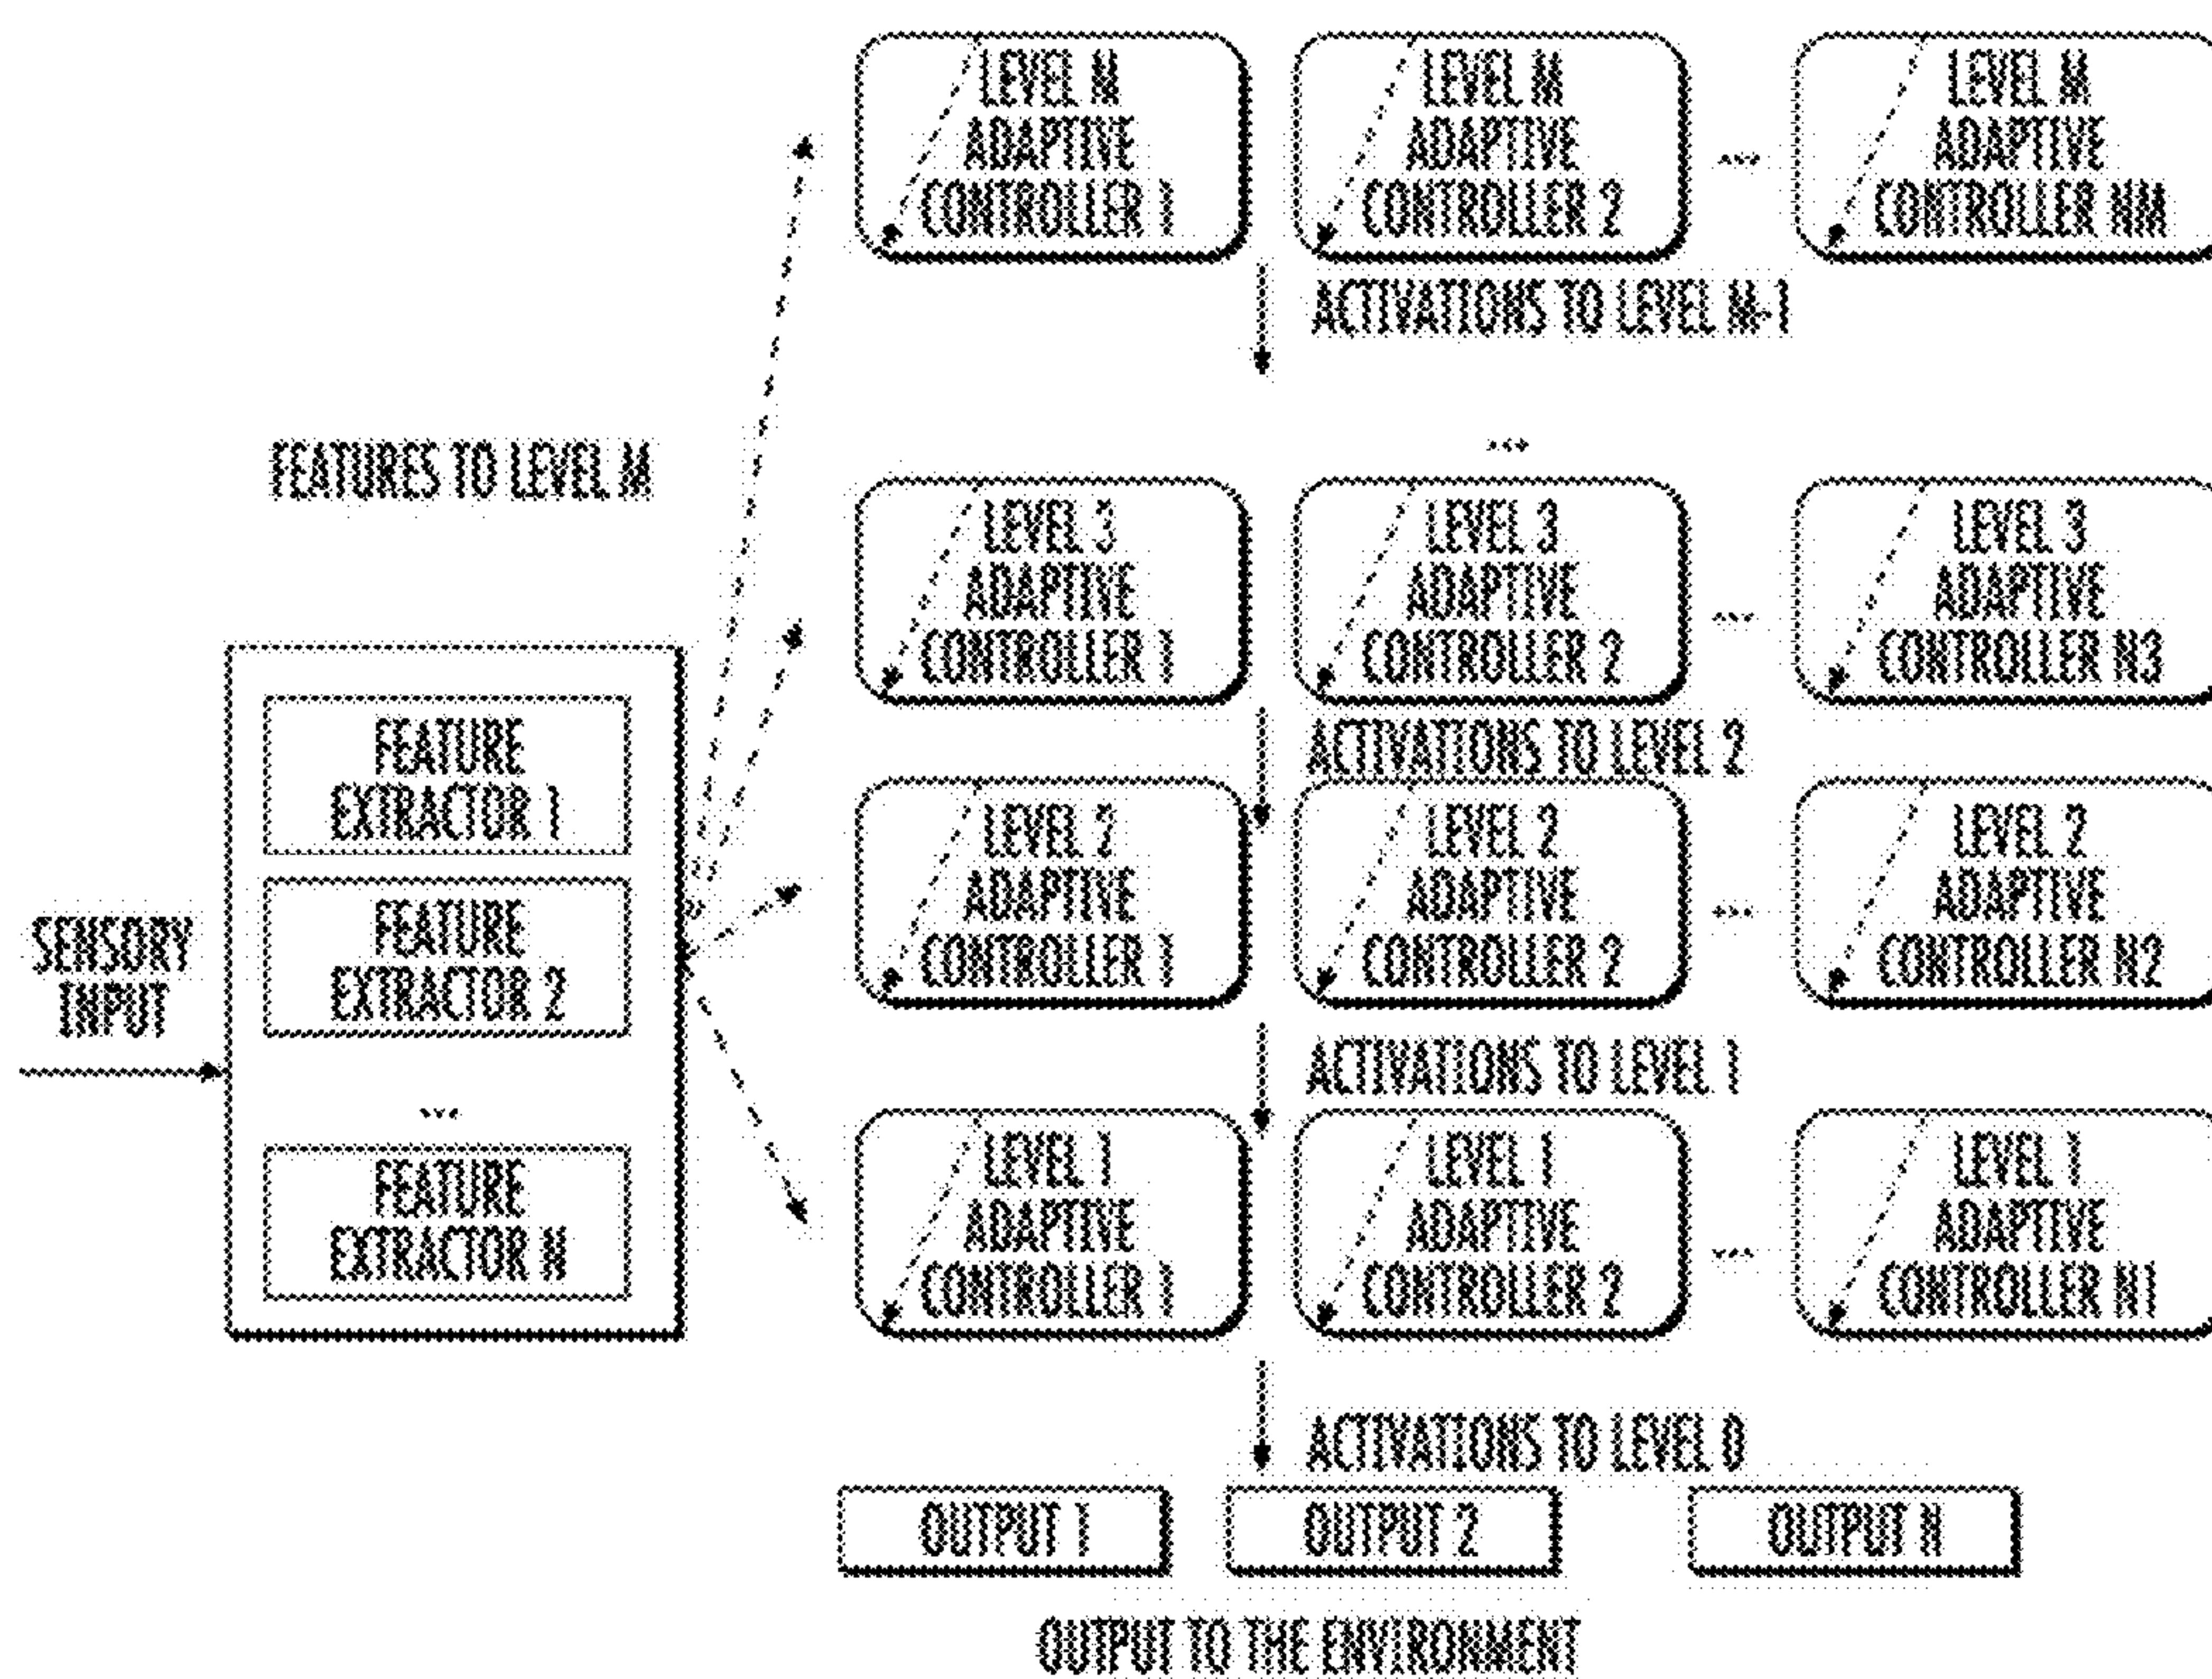 LEVEL M
ADAPTIVE
CONTROLLER 1
LEVEL M
ADAPTIVE
CONTROLLER 2
...
LEVEL M
ADAPTIVE
CONTROLLER NM
ACTIVATIONS TO LEVEL M-1
FEATURES TO LEVEL M
...
LEVEL 3
ADAPTIVE
CONTROLLER 1
LEVEL 3
ADAPTIVE
CONTROLLER 2
...
LEVEL 3
ADAPTIVE
CONTROLLER N3
ACTIVATIONS TO LEVEL 2
FEATURE
EXTRACTOR 1
FEATURE
EXTRACTOR 2
...
FEATURE
EXTRACTOR N
SENSORY
INPUT
LEVEL 2
ADAPTIVE
CONTROLLER 1
LEVEL 2
ADAPTIVE
CONTROLLER 2
...
LEVEL 2
ADAPTIVE
CONTROLLER N2
ACTIVATIONS TO LEVEL 1
LEVEL 1
ADAPTIVE
CONTROLLER 1
LEVEL 1
ADAPTIVE
CONTROLLER 2
...
LEVEL 1
ADAPTIVE
CONTROLLER N1
ACTIVATIONS TO LEVEL 0
OUTPUT 1
OUTPUT 2
OUTPUT N
OUTPUT TO THE ENVIRONMENT